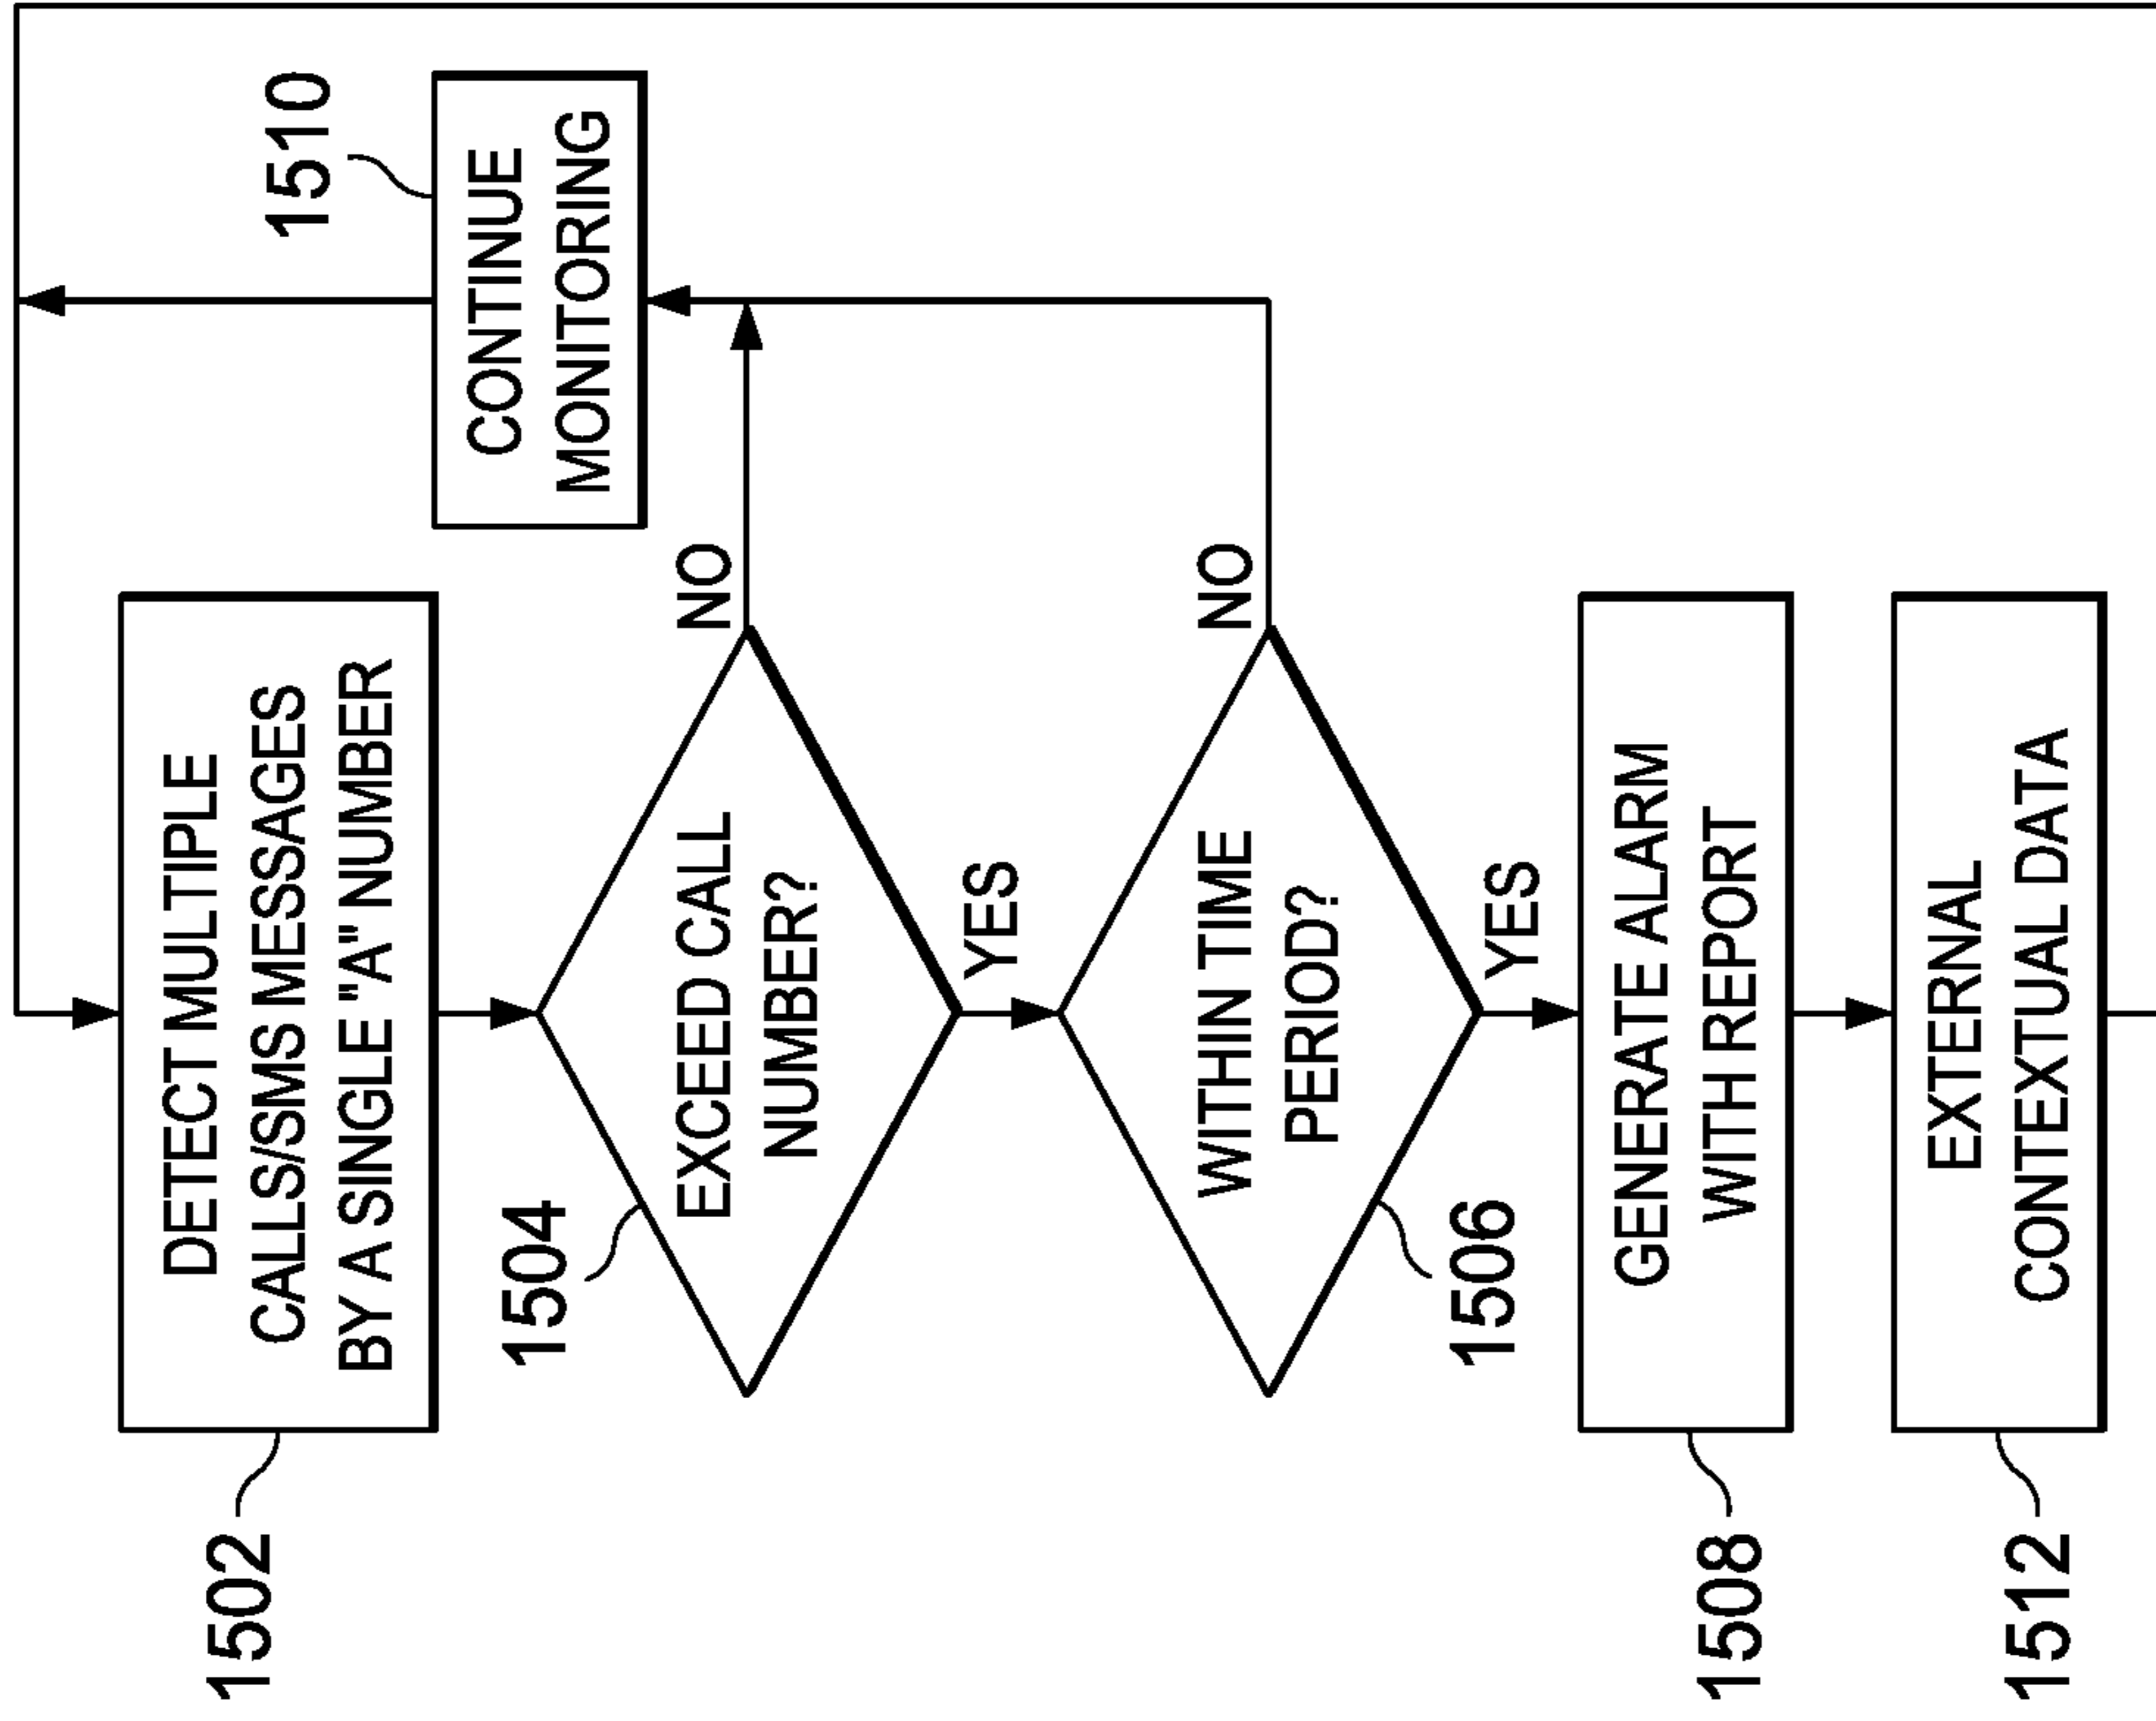 1502
DETECT MULTIPLE
CALLS/SMS MESSAGES
BY A SINGLE "A" NUMBER
1510
CONTINUE
MONITORING
1504
EXCEED CALL
NUMBER?
NO
YES
1506
WITHIN TIME
PERIOD?
NO
YES
1508
GENERATE ALARM
WITH REPORT
1512
EXTERNAL
CONTEXTUAL DATA